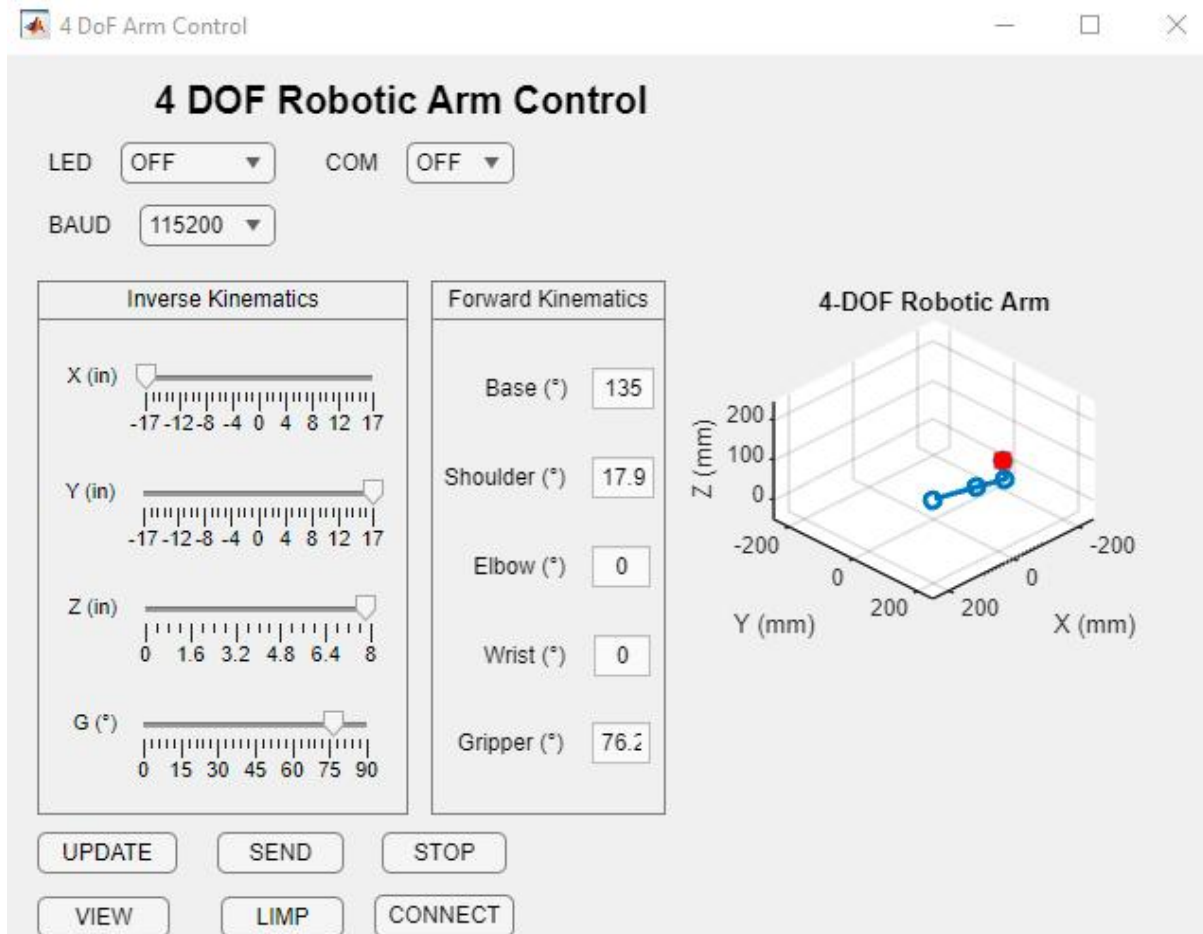 4 DoF Arm Control
4 DOF Robotic Arm Control
LED OFF COM OFF
BAUD 115200
Inverse Kinematics
X (in)
-17 -12 -8 -4 0 4 8 12 17
Y (in)
-17 -12 -8 -4 0 4 8 12 17
Z (in)
0 1.6 3.2 4.8 6.4 8
G (°)
0 15 30 45 60 75 90
Forward Kinematics
Base (°) 135
Shoulder (°) 17.9
Elbow (°) 0
Wrist (°) 0
Gripper (°) 76.2
4-DOF Robotic Arm
Z (mm)
200
100
0
-200 0 200
Y (mm)
200 0 -200
X (mm)
UPDATE SEND STOP
VIEW LIMP CONNECT